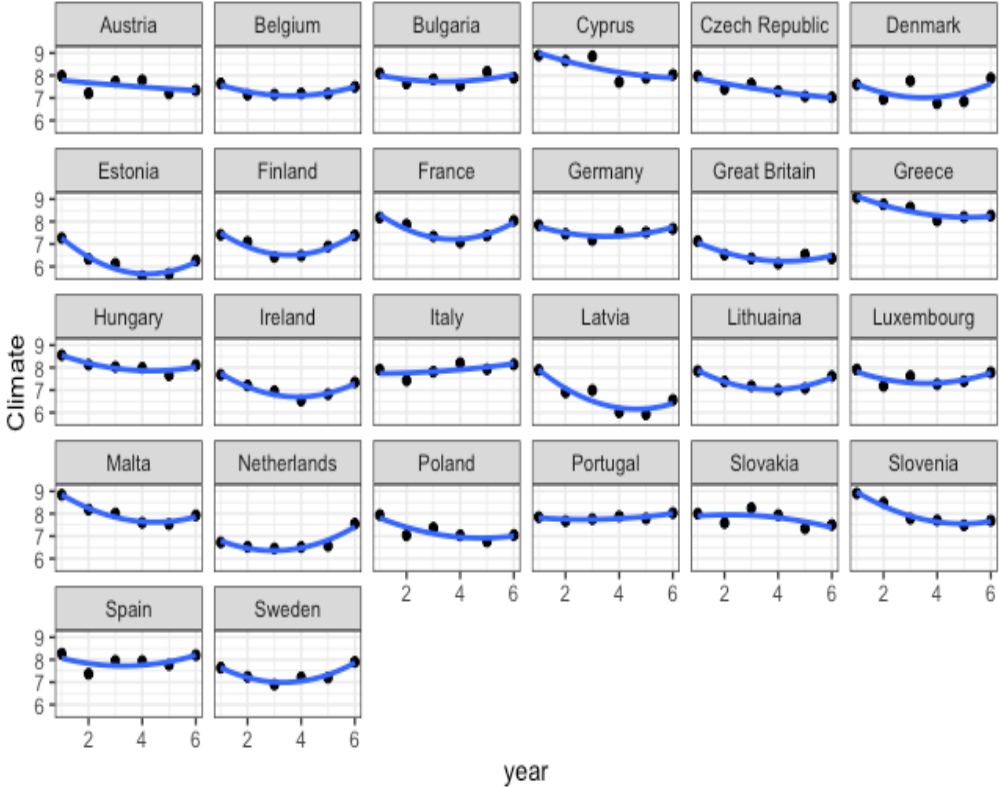 Austria Belgium Bulgaria Cyprus Czech Republic Denmark
9
8
7
6
Estonia Finland France Germany Great Britain Greece
9
8
7
6
Hungary Ireland Italy Latvia Lithuaina Luxembourg
9
8
7
6
Climate
Malta Netherlands Poland Portugal Slovakia Slovenia
9
8
7
6
2 4 6 2 4 6 2 4 6 2 4 6
Spain Sweden
9
8
7
6
2 4 6 2 4 6
year